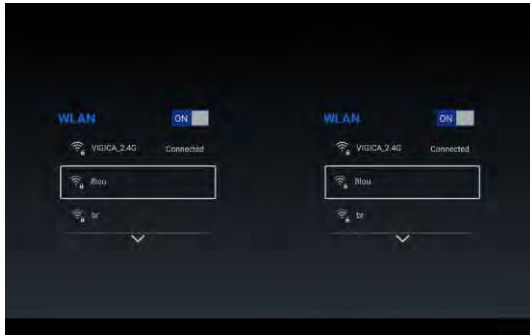 WLAN ON
VIGICA_2.4G Connected
8lou
br
WLAN ON
VIGICA_2.4G Connected
8lou
br